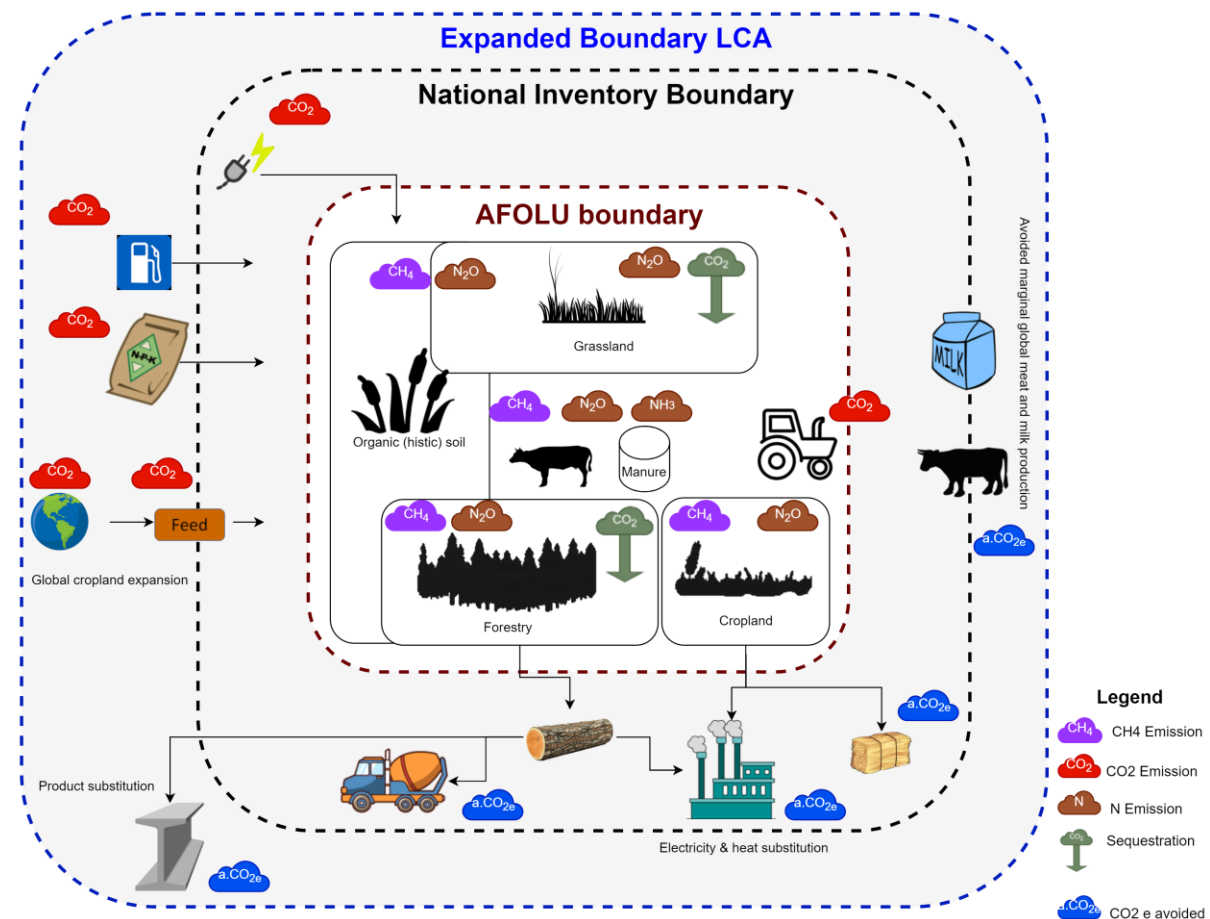 Expanded Boundary LCA
National Inventory Boundary
CO2
AFOLU boundary
CO2
CH4
N2O
N2O
CO2
Grassland
CO2
N-P-K
Avoided marginal global meat and milk production
MILK
CH4
N2O
NH3
CO2
Organic (histic) soil
Manure
CO2
CO2
Feed
Global cropland expansion
CH4
N2O
CO2
CH4
N2O
a.CO2e
Forestry
Cropland
a.CO2e
Product substitution
a.CO2e
a.CO2e
Electricity & heat substitution
a.CO2e
Legend
CH4
CH4 Emission
CO2
CO2 Emission
N
N Emission
CO2
Sequestration
a.CO2e
CO2 e avoided